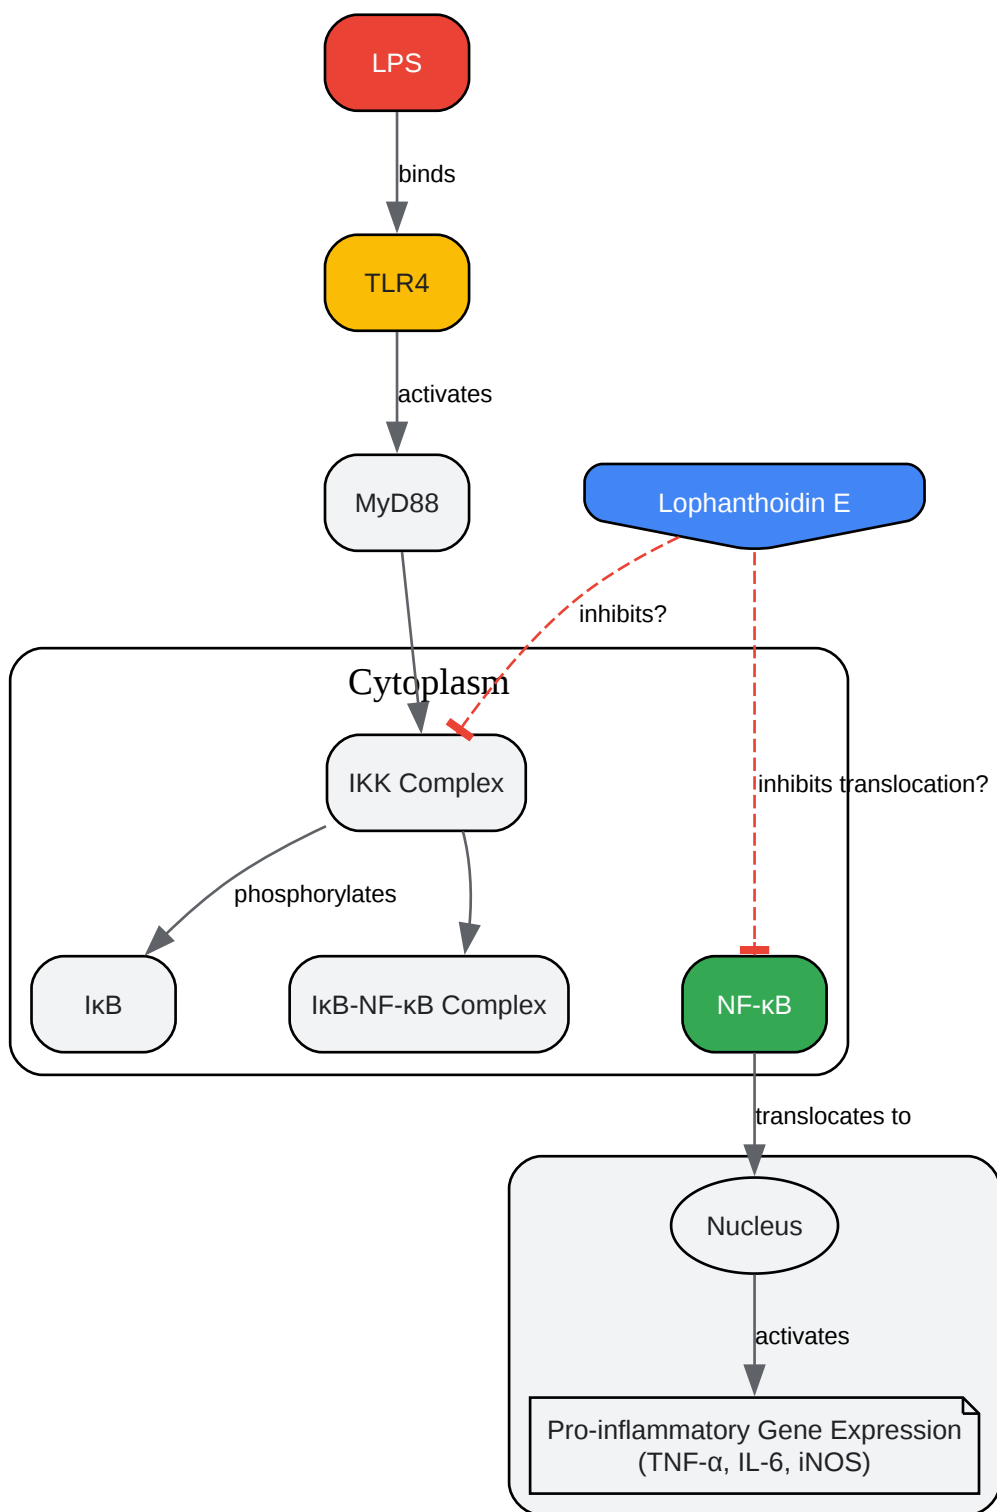 LPS
binds
TLR4
activates
MyD88
Lophanthoidin E
inhibits?
Cytoplasm
IKK Complex
inhibits translocation?
phosphorylates
IκB
IκB-NF-κB Complex
NF-κB
translocates to
Nucleus
activates
Pro-inflammatory Gene Expression
(TNF-α, IL-6, iNOS)